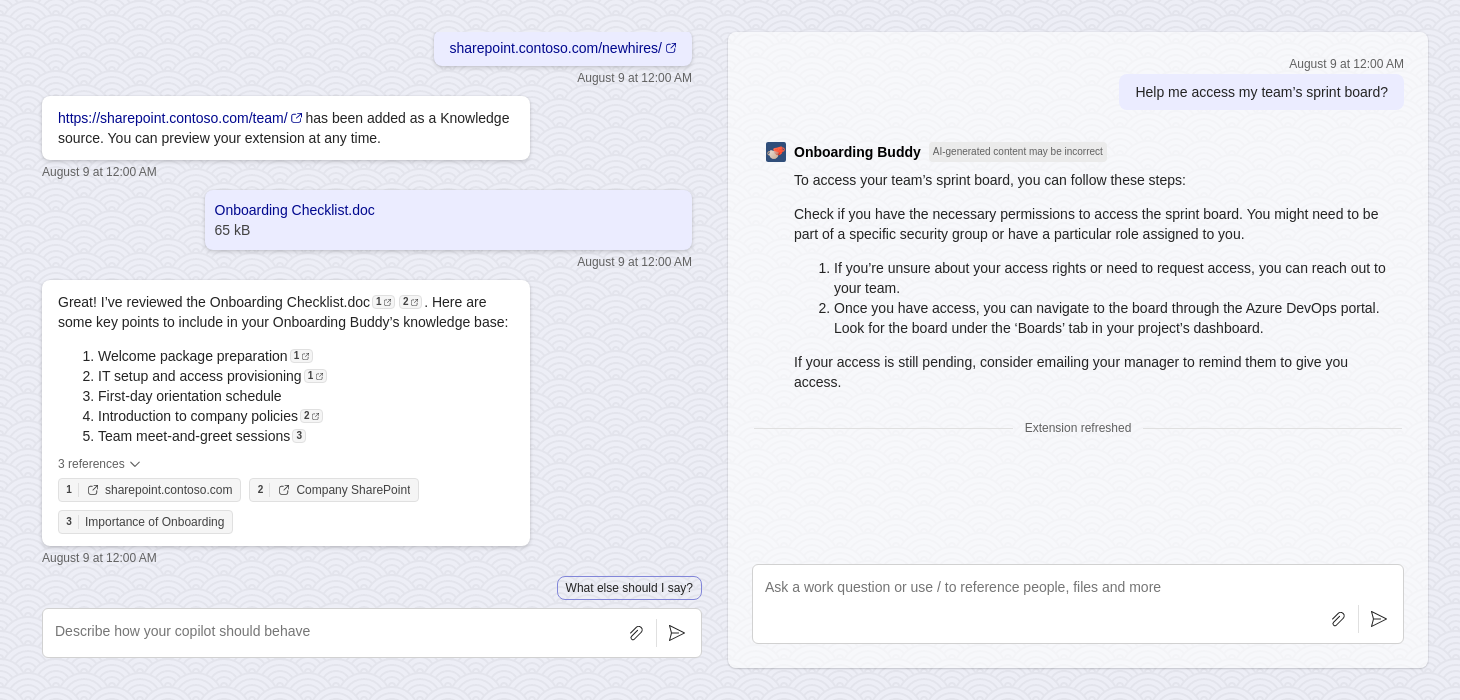 sharepoint.contoso.com/newhires/
August 9 at 12:00 AM
https://sharepoint.contoso.com/team/ has been added as a Knowledge
source. You can preview your extension at any time.
August 9 at 12:00 AM
Onboarding Checklist.doc
65 kB
August 9 at 12:00 AM
Great! I’ve reviewed the Onboarding Checklist.doc 1 2 . Here are
some key points to include in your Onboarding Buddy’s knowledge base:
1. Welcome package preparation 1
2. IT setup and access provisioning 1
3. First-day orientation schedule
4. Introduction to company policies 2
5. Team meet-and-greet sessions 3
3 references
1 sharepoint.contoso.com 2 Company SharePoint
3 Importance of Onboarding
August 9 at 12:00 AM
What else should I say?
Describe how your copilot should behave
August 9 at 12:00 AM
Help me access my team’s sprint board?
Onboarding Buddy AI-generated content may be incorrect
To access your team’s sprint board, you can follow these steps:
Check if you have the necessary permissions to access the sprint board. You might need to be
part of a specific security group or have a particular role assigned to you.
1. If you’re unsure about your access rights or need to request access, you can reach out to
your team.
2. Once you have access, you can navigate to the board through the Azure DevOps portal.
Look for the board under the ‘Boards’ tab in your project’s dashboard.
If your access is still pending, consider emailing your manager to remind them to give you
access.
Extension refreshed
Ask a work question or use / to reference people, files and more